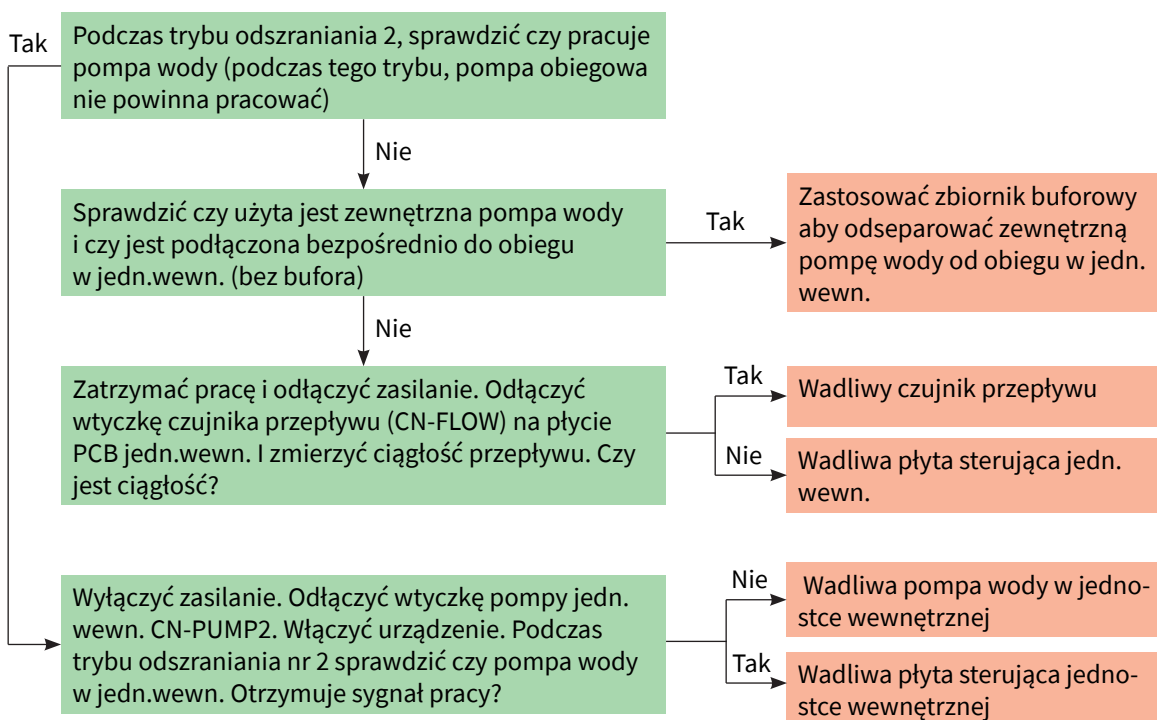 Tak
Podczas trybu odszraniania 2, sprawdzić czy pracuje
pompa wody (podczas tego trybu, pompa obiegowa
nie powinna pracować)
Nie
Sprawdzić czy użyta jest zewnętrzna pompa wody
i czy jest podłączona bezpośrednio do obiegu
w jedn.wewn. (bez bufora)
Tak
Zastosować zbiornik buforowy
aby odseparować zewnętrzną
pompę wody od obiegu w jedn.
wewn.
Nie
Zatrzymać pracę i odłączyć zasilanie. Odłączyć
wtyczkę czujnika przepływu (CN-FLOW) na płycie
PCB jedn.wewn. I zmierzyć ciągłość przepływu. Czy
jest ciągłość?
Tak
Wadliwy czujnik przepływu
Nie
Wadliwa płyta sterująca jedn.
wewn.
Wyłączyć zasilanie. Odłączyć wtyczkę pompy jedn.
wewn. CN-PUMP2. Włączyć urządzenie. Podczas
trybu odszraniania nr 2 sprawdzić czy pompa wody
w jedn.wewn. Otrzymuje sygnał pracy?
Nie
Wadliwa pompa wody w jedno-
stce wewnętrznej
Tak
Wadliwa płyta sterująca jedno-
stce wewnętrznej